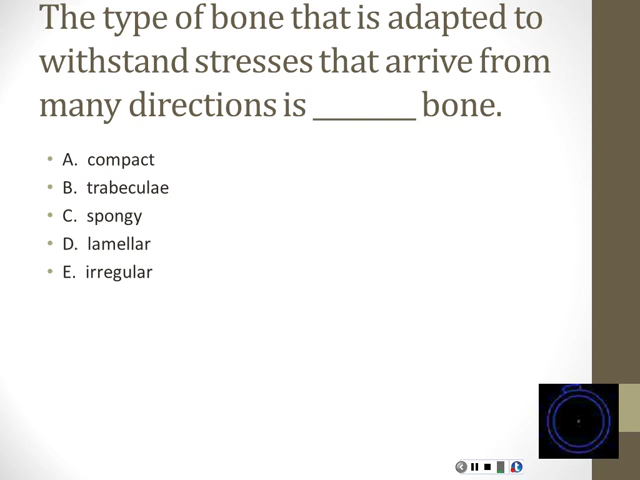 The type of bone that is adapted to
withstand stresses that arrive from
many directions is ________ bone.
• A. compact
• B. trabeculae
• C. spongy
• D. lamellar
• E. irregular